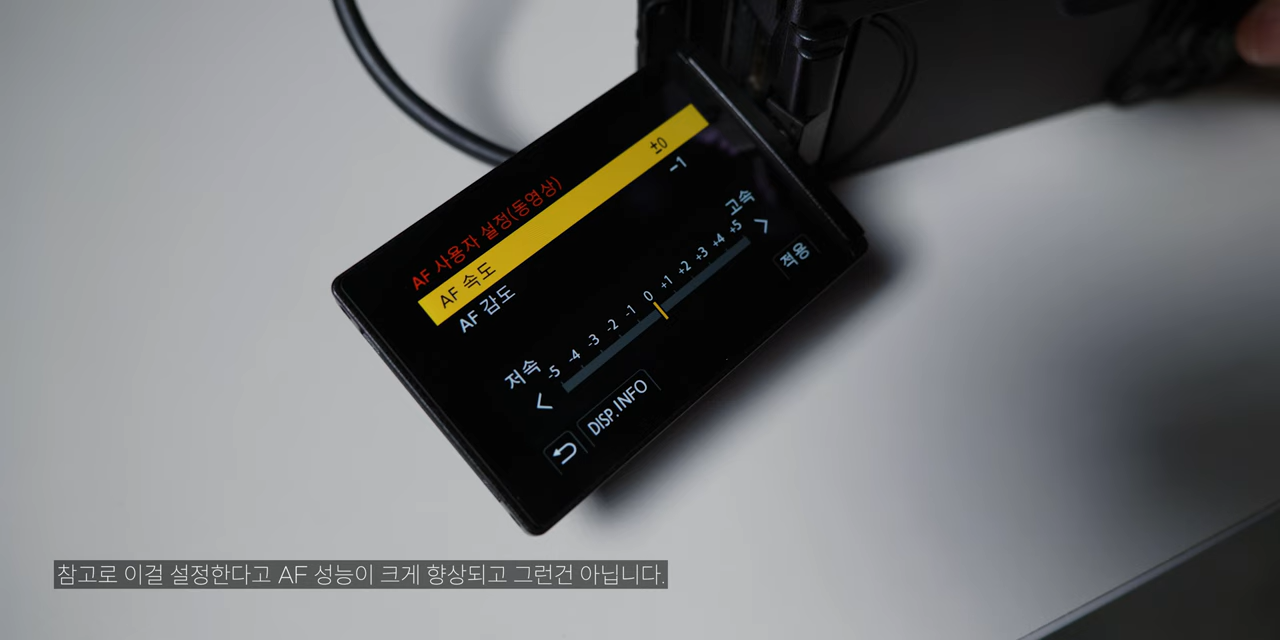 AF 사용자 설정(동영상)
AF 속도 ±0
AF 감도 -1
저속 고속
-5 -4 -3 -2 -1 0 +1 +2 +3 +4 +5
DISP.INFO 적용
참고로 이걸 설정한다고 AF 성능이 크게 향상되고 그런건 아닙니다.